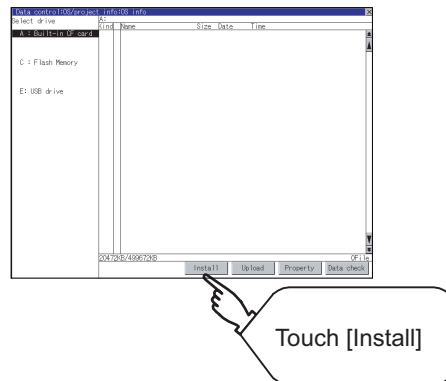 Data control:OS/project info:OS info ×
Select drive
A:
Kind Name Size Date Time
A : Built-in CF card
C : Flash Memory
E: USB drive
20472KB/499672KB 0File
Install Upload Property Data check
Touch [Install]